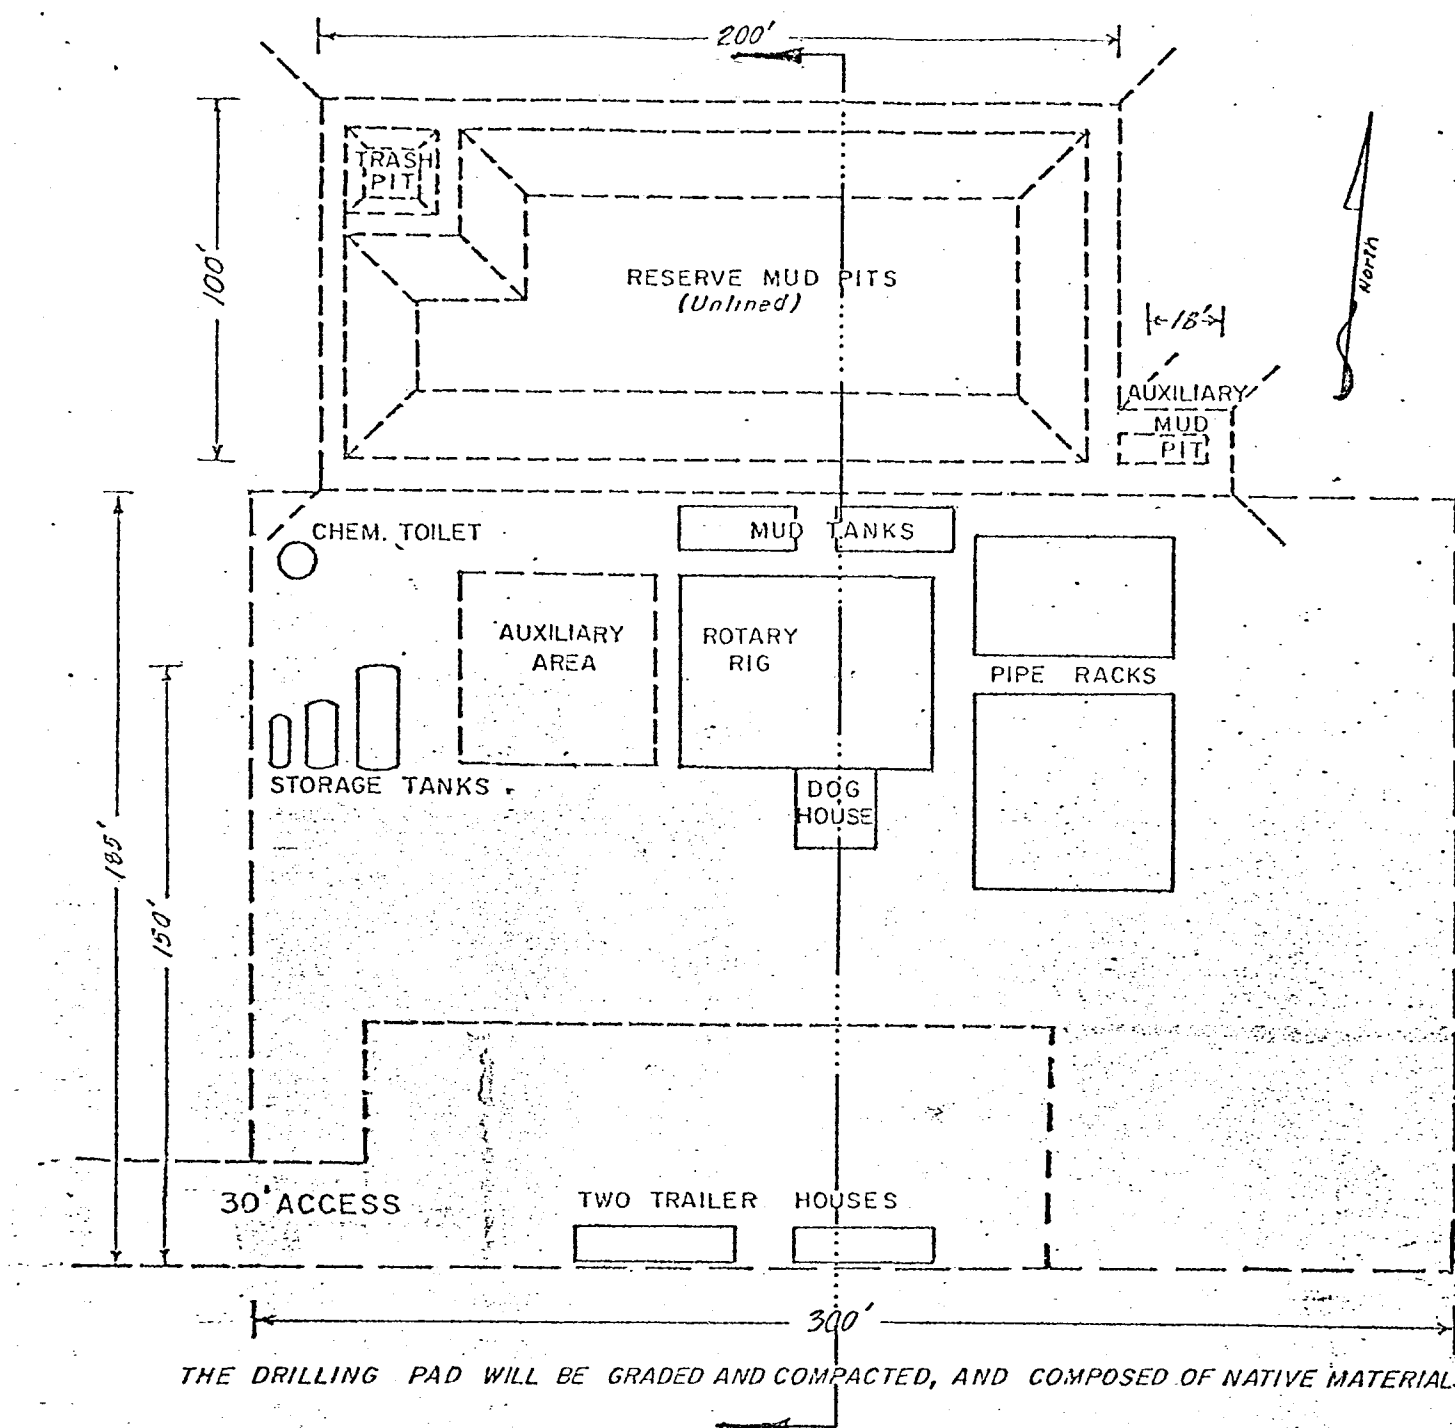 200'
TRASH
PIT
100'
RESERVE MUD PITS
(Unlined)
North
18'
AUXILIARY
MUD
PIT
CHEM. TOILET
MUD TANKS
AUXILIARY
AREA
ROTARY
RIG
PIPE RACKS
STORAGE TANKS
DOG
HOUSE
185'
150'
30' ACCESS
TWO TRAILER HOUSES
300'
THE DRILLING PAD WILL BE GRADED AND COMPACTED, AND COMPOSED OF NATIVE MATERIAL